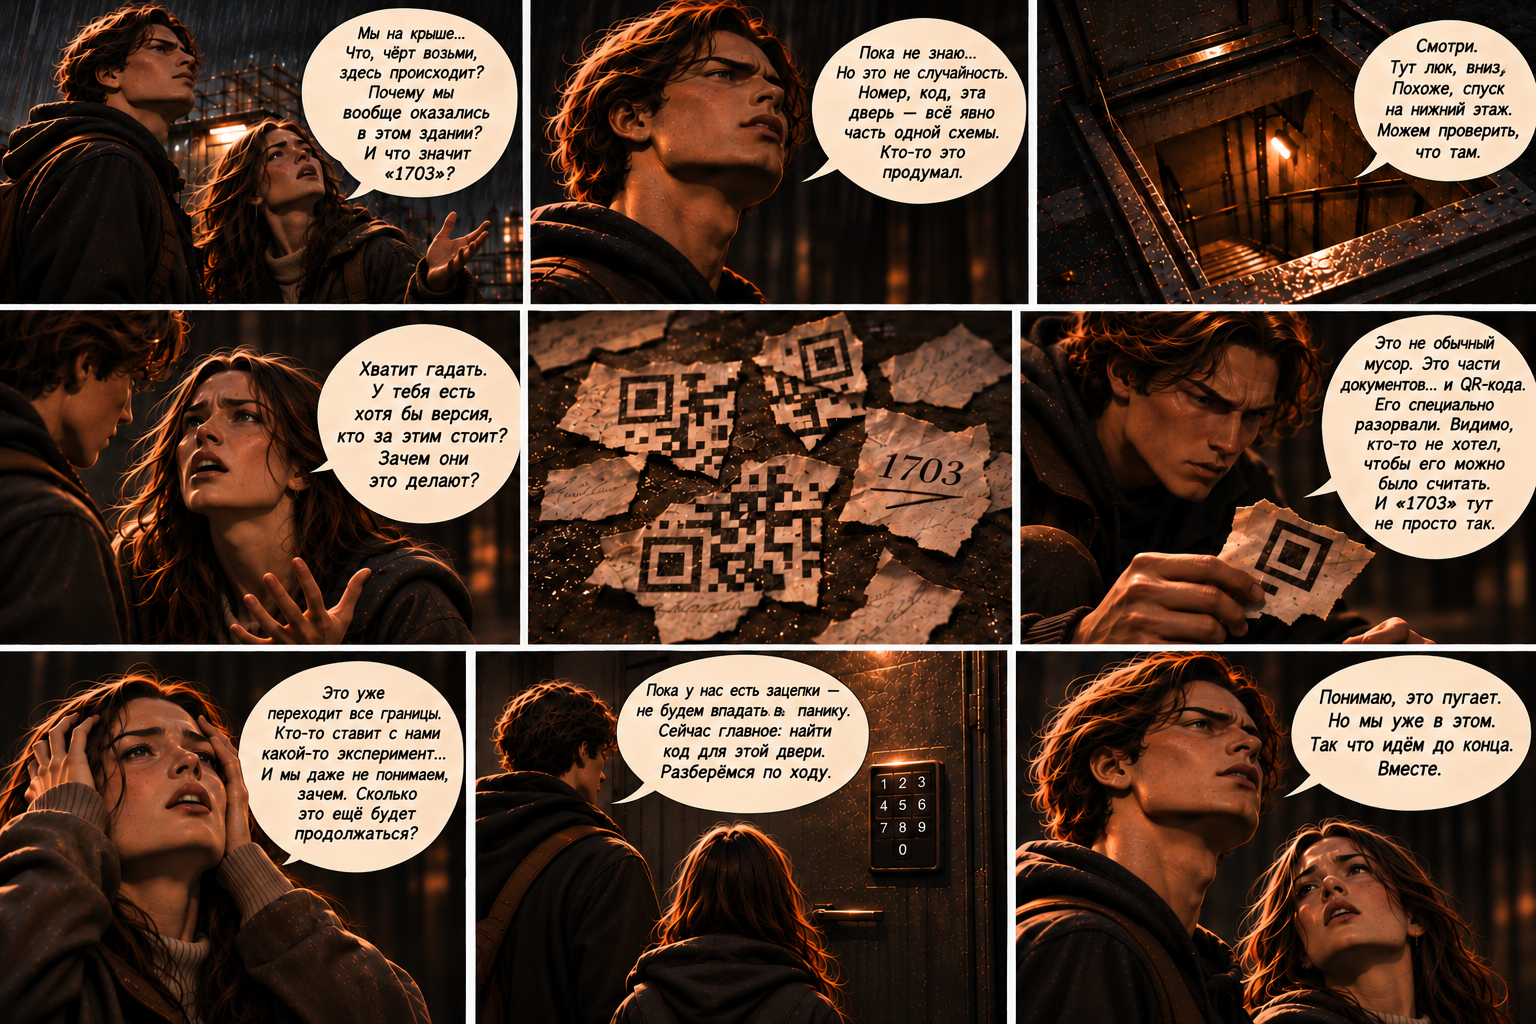 Мы на крыше...
Что, чёрт возьми,
здесь происходит?
Почему мы
вообще оказались
в этом здании?
И что значит
«1703»?
Пока не знаю...
Но это не случайность.
Номер, код, эта
дверь — всё явно
часть одной схемы.
Кто-то это
продумал.
Смотри.
Тут люк, вниз,
Похоже, спуск
на нижний этаж.
Можем проверить,
что там.
Хватит гадать.
У тебя есть
хотя бы версия,
кто за этим стоит?
Зачем они
это делают?
1703
Это не обычный
мусор. Это части
документов... и QR-кода.
Его специально
разорвали. Видимо,
кто-то не хотел,
чтобы его можно
было считать.
И «1703» тут
не просто так.
Это уже
переходит все границы.
Кто-то ставит с нами
какой-то эксперимент...
И мы даже не понимаем,
зачем. Сколько
это ещё будет
продолжаться?
Пока у нас есть зацепки —
не будем впадать в: панику.
Сейчас главное: найти
код для этой двери.
Разберёмся по ходу.
1 2 3
4 5 6
7 8 9
0
Понимаю, это пугает.
Но мы уже в этом.
Так что идём до конца.
Вместе.